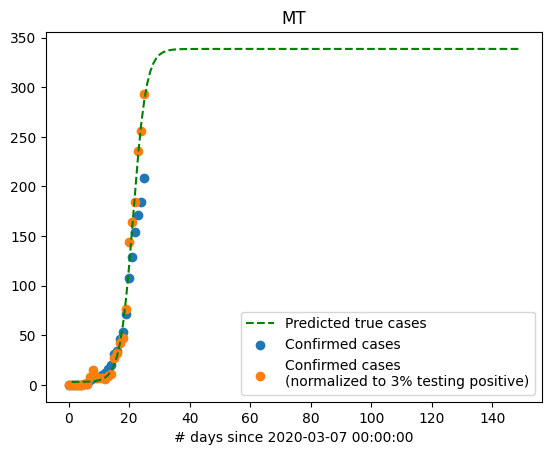 MT
350
300
250
200
150
100
50
0
Predicted true cases
Confirmed cases
Confirmed cases
(normalized to 3% testing positive)
0 20 40 60 80 100 120 140
# days since 2020-03-07 00:00:00